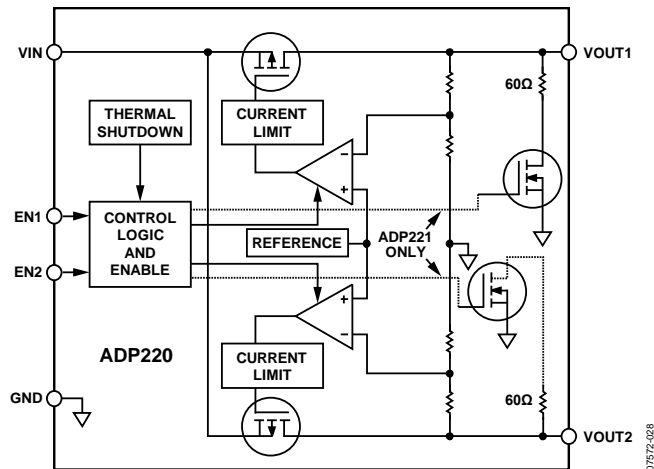 VIN
VOUT1
60Ω
THERMAL
SHUTDOWN
CURRENT
LIMIT
–
+
EN1
CONTROL
LOGIC
AND
ENABLE
ADP221
ONLY
REFERENCE
EN2
+
–
ADP220
CURRENT
LIMIT
GND
60Ω
VOUT2
07572-028